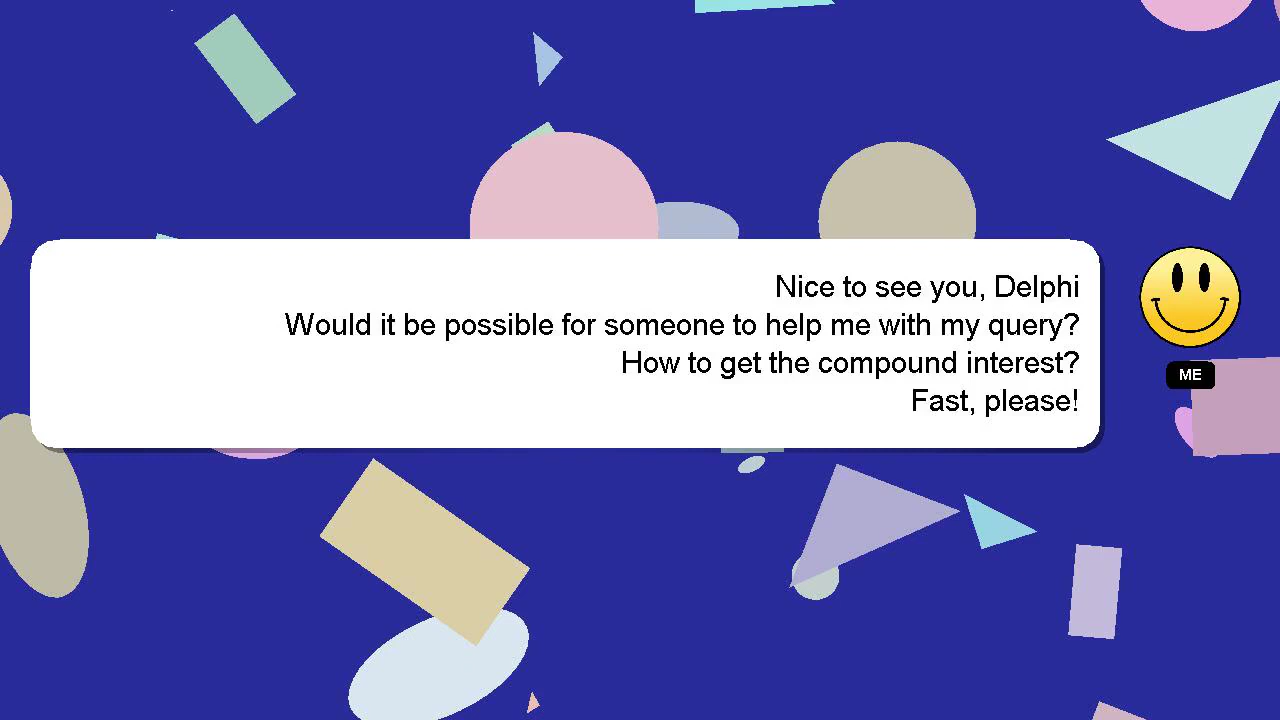 Nice to see you, Delphi
Would it be possible for someone to help me with my query?
How to get the compound interest?
Fast, please!
ME